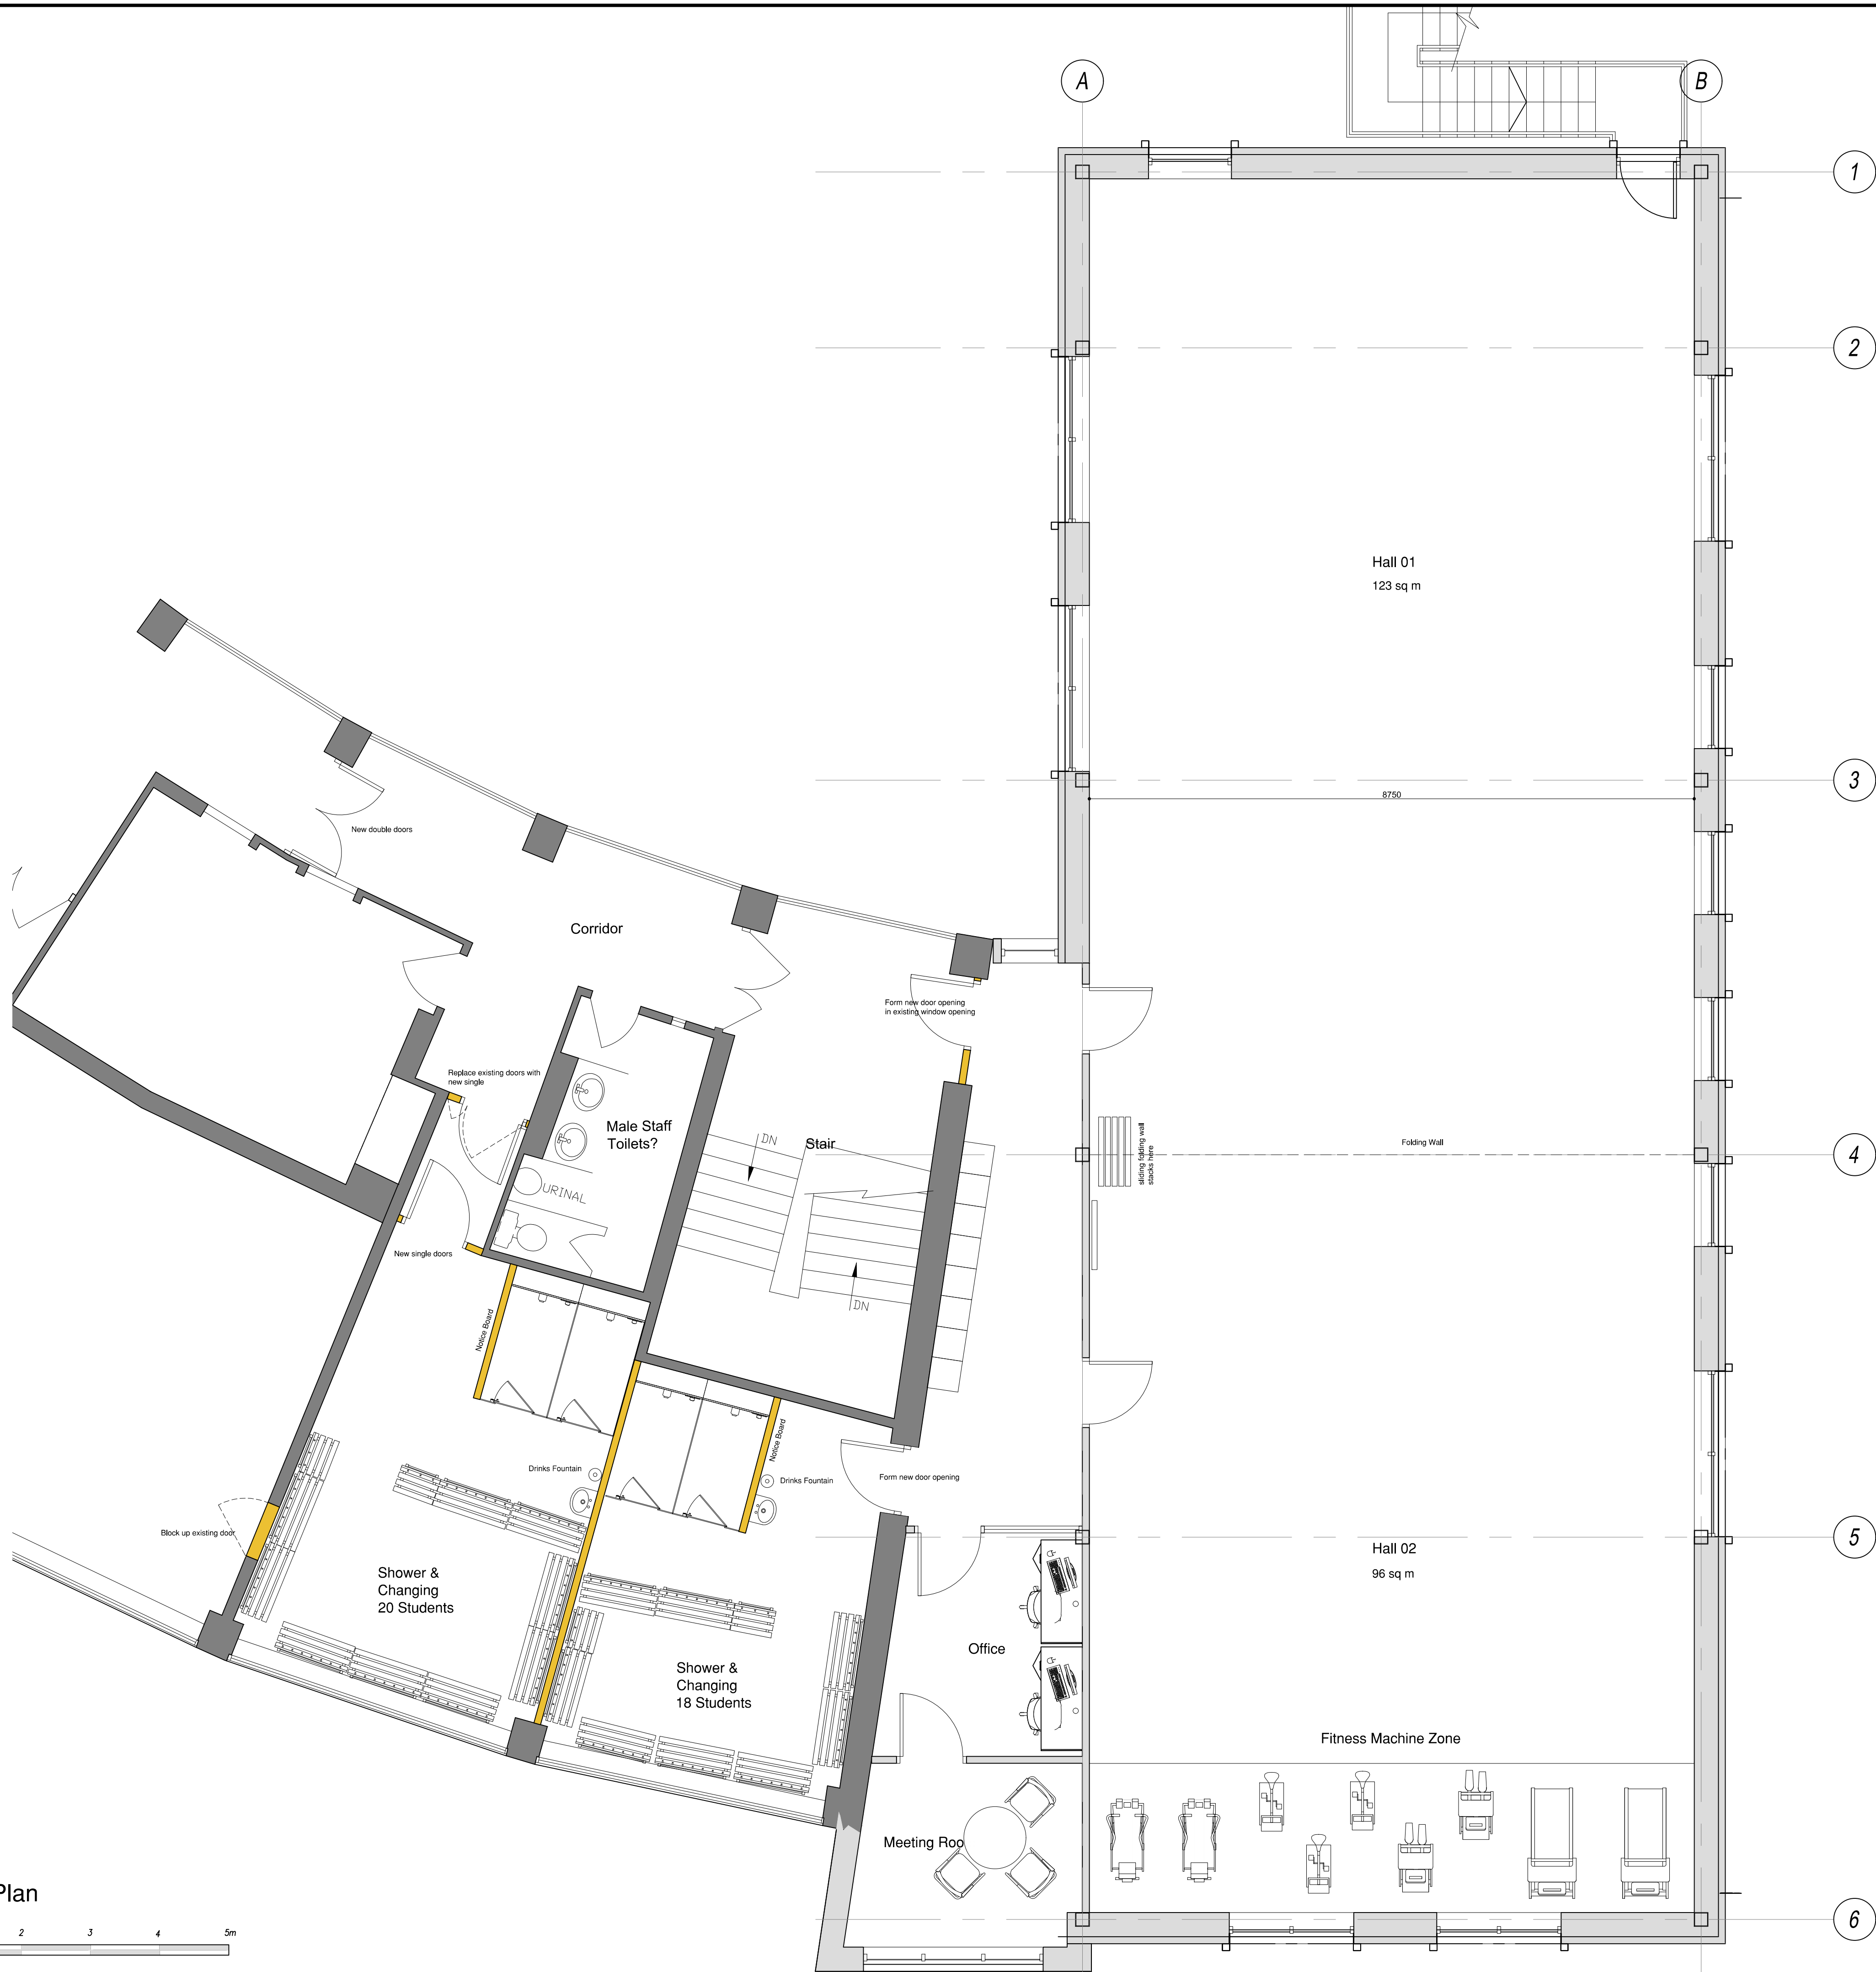 A
B
1
2
Hall 01
123 sq m
3
8750
New double doors
Corridor
Form new door opening
in existing window opening
Replace existing doors with
new single
Male Staff
Toilets?
DN
Stair
sliding folding wall
stacks here
Folding Wall
4
URINAL
New single doors
DN
Notice Board
Notice Board
Drinks Fountain
Drinks Fountain
Form new door opening
Block up existing door
5
Hall 02
96 sq m
Shower &
Changing
20 Students
Office
Shower &
Changing
18 Students
Fitness Machine Zone
Meeting Roo
Plan
2 3 4 5m
6